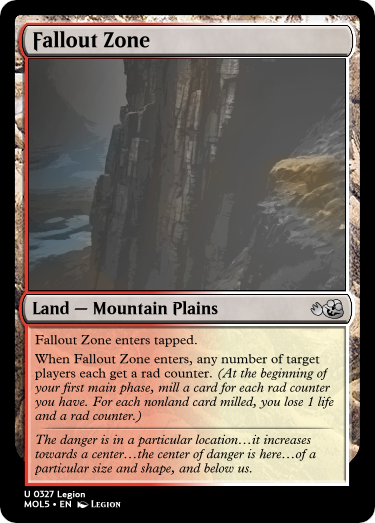 Fallout Zone
Land — Mountain Plains
Fallout Zone enters tapped.
When Fallout Zone enters, any number of target
players each get a rad counter. (At the beginning of
your first main phase, mill a card for each rad counter
you have. For each nonland card milled, you lose 1 life
and a rad counter.)
The danger is in a particular location…it increases
towards a center…the center of danger is here…of
a particular size and shape, and below us.
U 0327 Legion
MOL5 • EN Legion